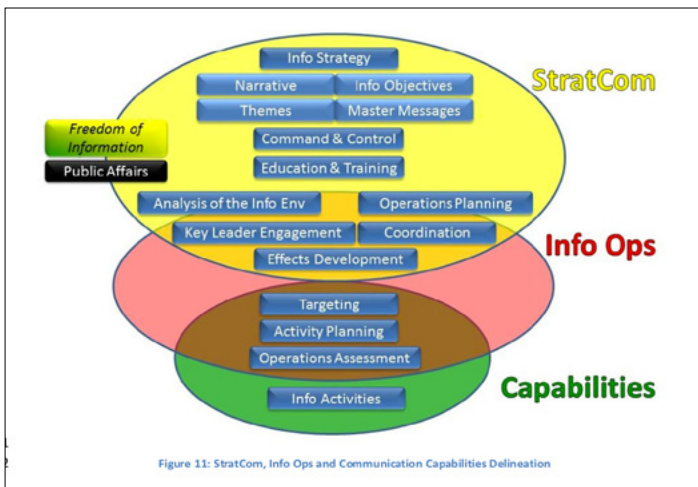 Info Strategy
StratCom
Narrative
Info Objectives
Themes
Master Messages
Freedom of
Information
Command & Control
Public Affairs
Education & Training
Analysis of the Info Env
Operations Planning
Key Leader Engagement
Coordination
Info Ops
Effects Development
Targeting
Activity Planning
Operations Assessment
Capabilities
Info Activities
1
2
Figure 11: StratCom, Info Ops and Communication Capabilities Delineation